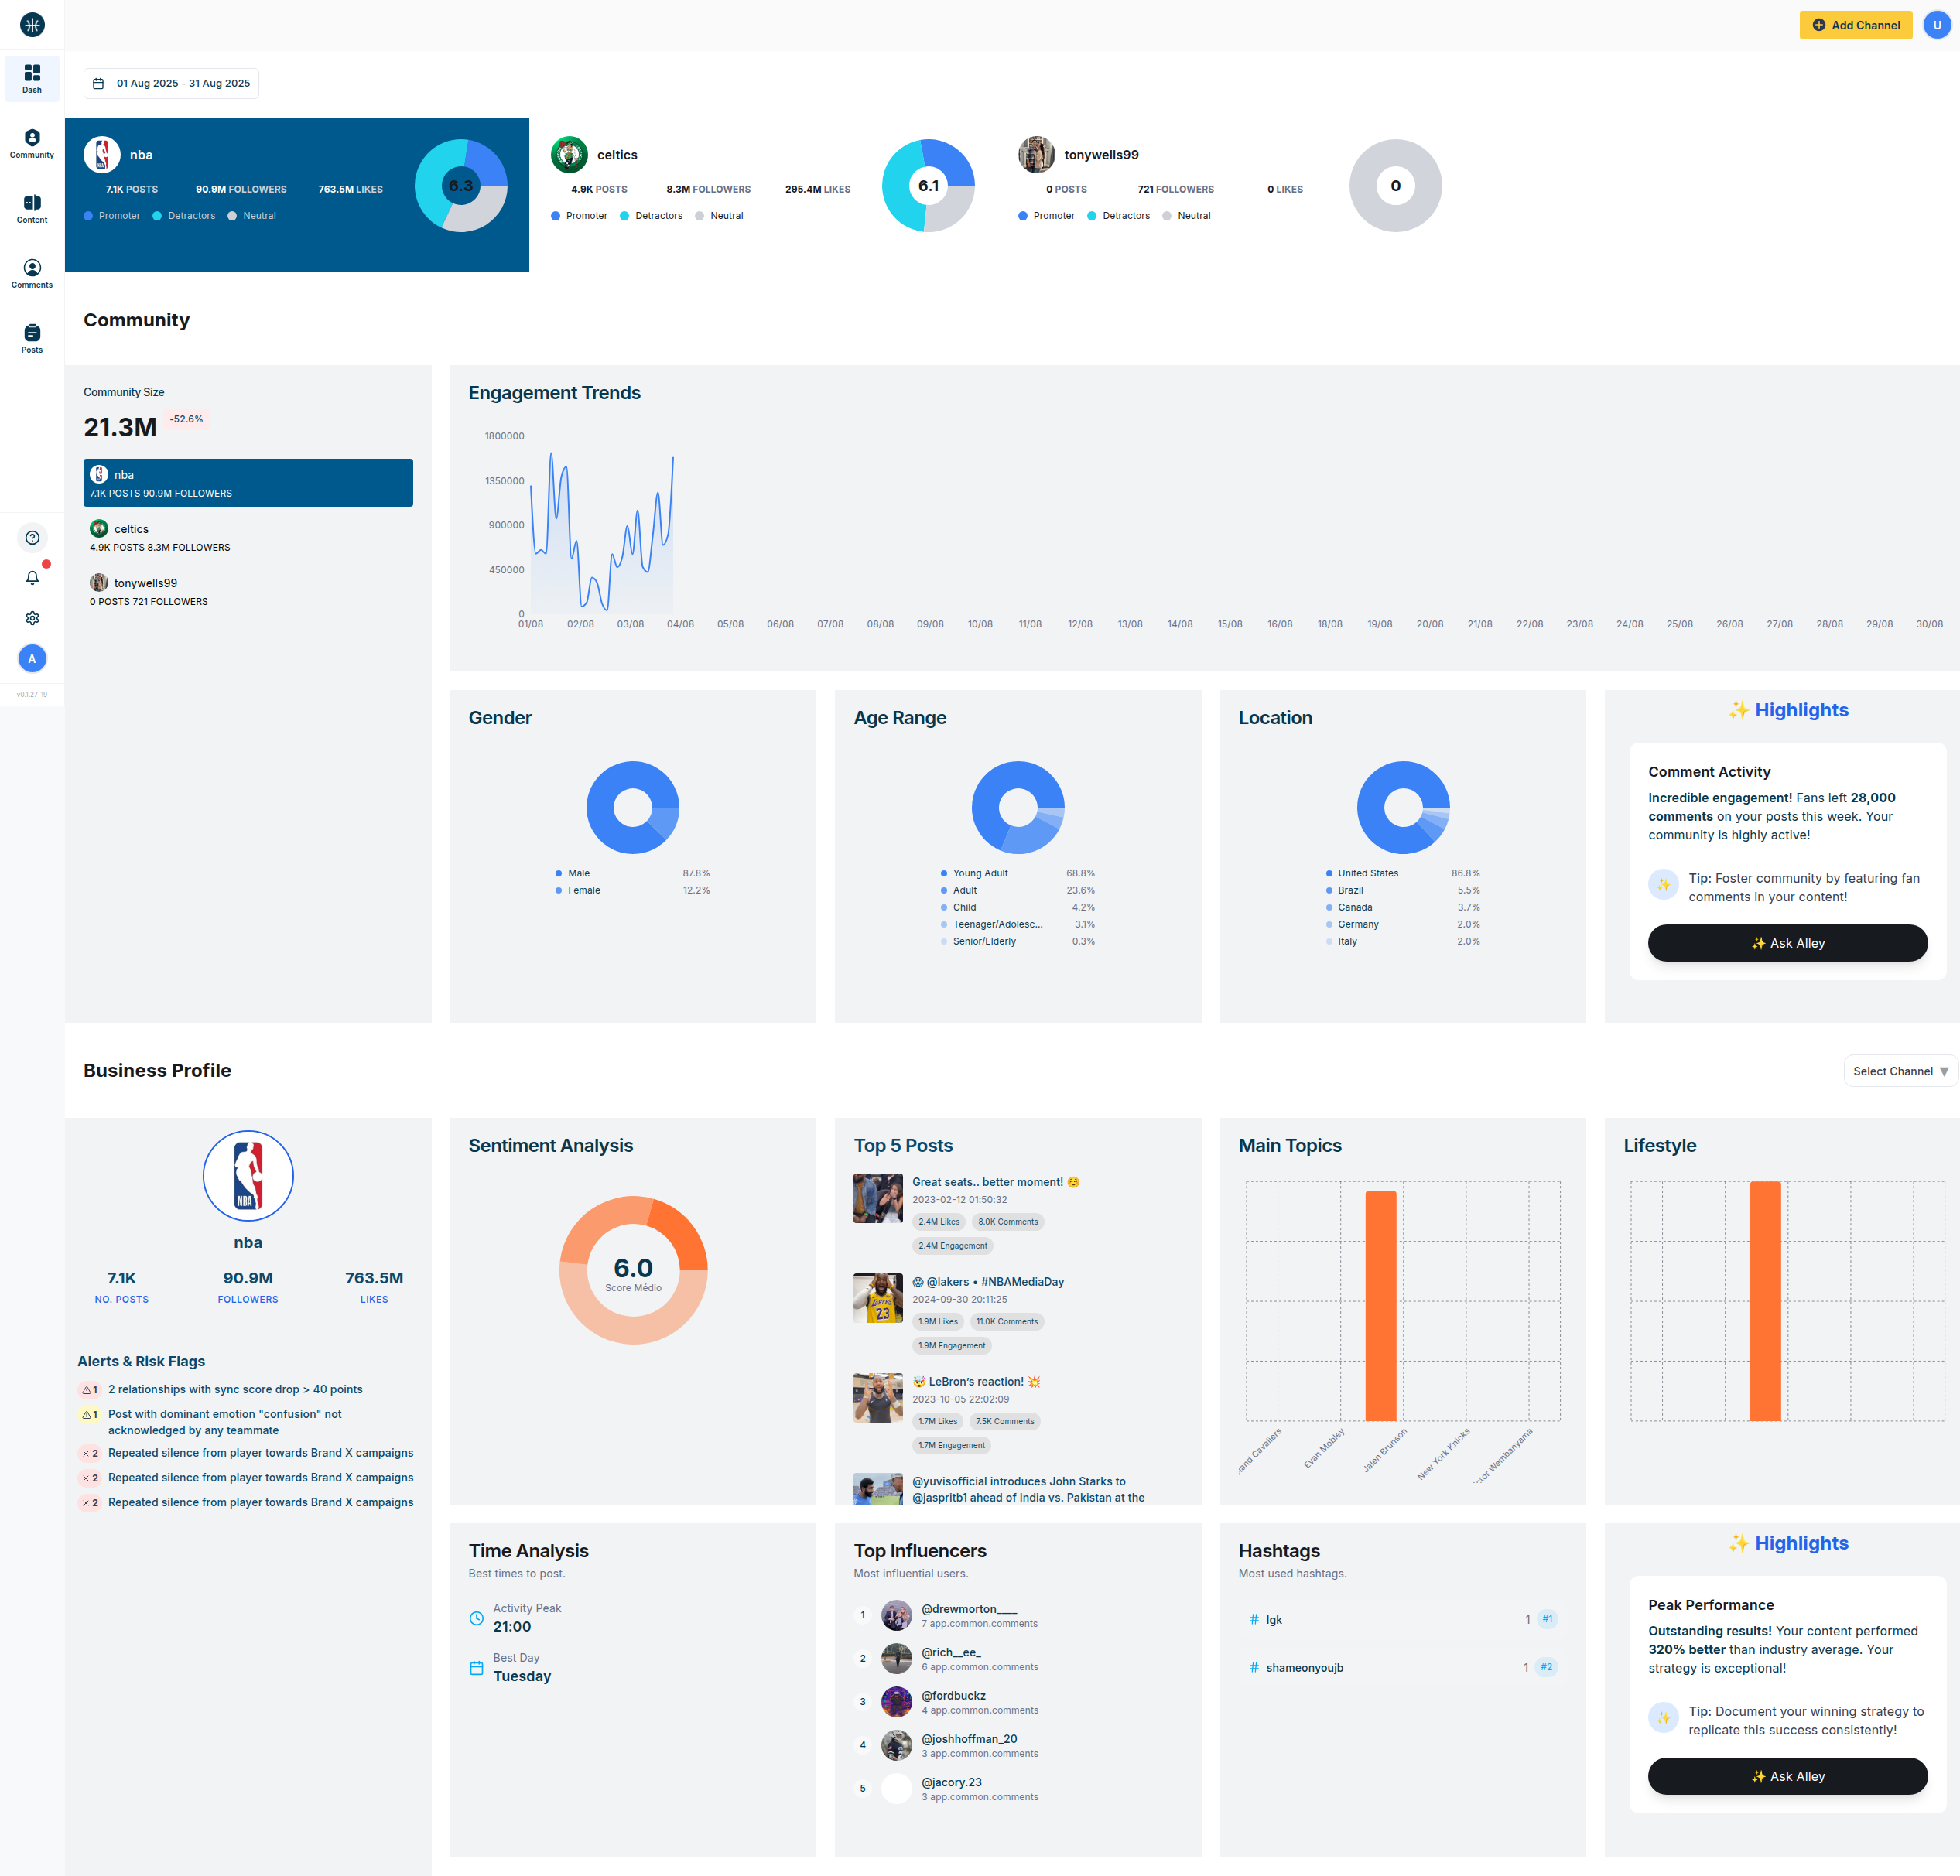 Add Channel
U
Dash
Community
Content
Comments
Posts
A
v0.1.27-19
01 Aug 2025 - 31 Aug 2025
nba
7.1K POSTS 90.9M FOLLOWERS 763.5M LIKES
Promoter Detractors Neutral
6.3
celtics
4.9K POSTS 8.3M FOLLOWERS 295.4M LIKES
Promoter Detractors Neutral
6.1
tonywells99
0 POSTS 721 FOLLOWERS 0 LIKES
Promoter Detractors Neutral
0
Community
Community Size
21.3M -52.6%
nba
7.1K POSTS 90.9M FOLLOWERS
celtics
4.9K POSTS 8.3M FOLLOWERS
tonywells99
0 POSTS 721 FOLLOWERS
Engagement Trends
1800000
1350000
900000
450000
0
01/08 02/08 03/08 04/08 05/08 06/08 07/08 08/08 09/08 10/08 11/08 12/08 13/08 14/08 15/08 16/08 17/08 18/08 19/08 20/08 21/08 22/08 23/08 24/08 25/08 26/08 27/08 28/08 29/08 30/08
Gender
Male 87.8%
Female 12.2%
Age Range
Young Adult 68.8%
Adult 23.6%
Child 4.2%
Teenager/Adolesc... 3.1%
Senior/Elderly 0.3%
Location
United States 86.8%
Brazil 5.5%
Canada 3.7%
Germany 2.0%
Italy 2.0%
✨ Highlights
Comment Activity
Incredible engagement! Fans left 28,000
comments on your posts this week. Your
community is highly active!
Tip: Foster community by featuring fan
comments in your content!
✨ Ask Alley
Business Profile
Select Channel ▼
NBA
nba
7.1K 90.9M 763.5M
NO. POSTS FOLLOWERS LIKES
Alerts & Risk Flags
1 2 relationships with sync score drop > 40 points
1 Post with dominant emotion "confusion" not
acknowledged by any teammate
× 2 Repeated silence from player towards Brand X campaigns
× 2 Repeated silence from player towards Brand X campaigns
× 2 Repeated silence from player towards Brand X campaigns
Sentiment Analysis
6.0
Score Médio
Top 5 Posts
Great seats.. better moment! ☺️
2023-02-12 01:50:32
2.4M Likes 8.0K Comments
2.4M Engagement
😱 @lakers • #NBAMediaDay
2024-09-30 20:11:25
1.9M Likes 11.0K Comments
1.9M Engagement
🤯 LeBron’s reaction! 💥
2023-10-05 22:02:09
1.7M Likes 7.5K Comments
1.7M Engagement
@yuvisofficial introduces John Starks to
@jaspritb1 ahead of India vs. Pakistan at the
Main Topics
Cavaliers
Evan Mobley
Jalen Brunson
New York Knicks
Wembanyama
Lifestyle
Time Analysis
Best times to post.
Activity Peak
21:00
Best Day
Tuesday
Top Influencers
Most influential users.
1 @drewmorton____
7 app.common.comments
2 @rich__ee_
6 app.common.comments
3 @fordbuckz
4 app.common.comments
4 @joshhoffman_20
3 app.common.comments
5 @jacory.23
3 app.common.comments
Hashtags
Most used hashtags.
# lgk 1 #1
# shameonyoujb 1 #2
✨ Highlights
Peak Performance
Outstanding results! Your content performed
320% better than industry average. Your
strategy is exceptional!
Tip: Document your winning strategy to
replicate this success consistently!
✨ Ask Alley